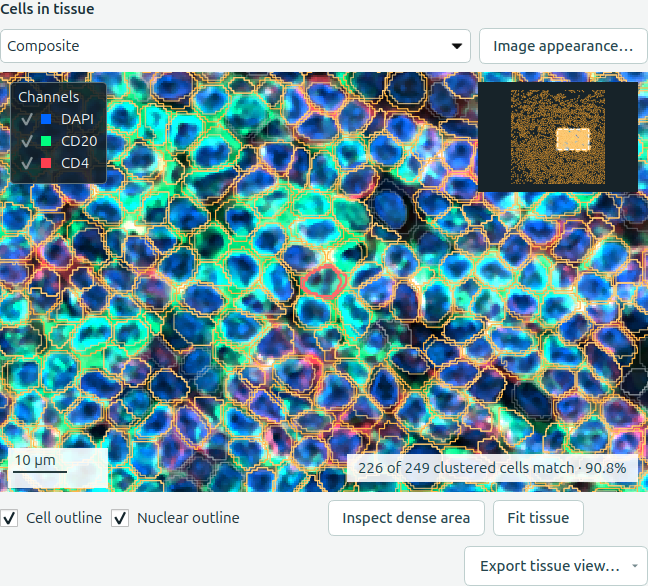 Cells in tissue
Composite
Image appearance…
Channels
DAPI
CD20
CD4
10 µm
226 of 249 clustered cells match · 90.8%
Cell outline
Nuclear outline
Inspect dense area
Fit tissue
Export tissue view…